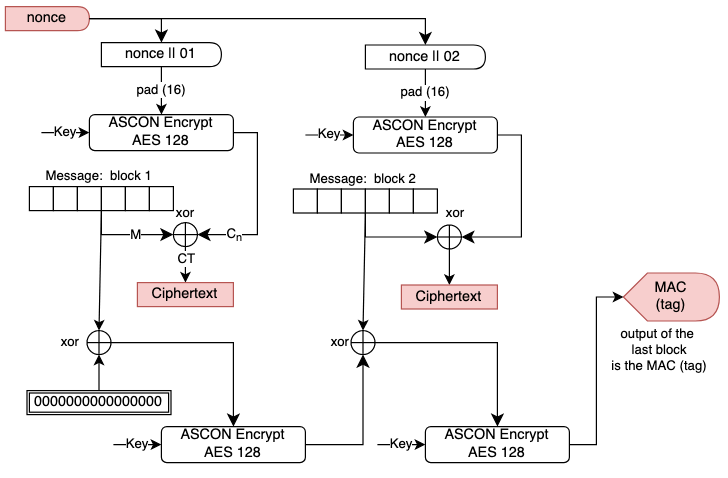 nonce
nonce || 01
nonce || 02
pad (16)
pad (16)
Key
ASCON Encrypt
AES 128
Key
ASCON Encrypt
AES 128
Message: block 1
Message: block 2
xor
xor
M
Cn
CT
Ciphertext
Ciphertext
MAC
(tag)
output of the
last block
is the MAC (tag)
xor
xor
0000000000000000
Key
ASCON Encrypt
AES 128
Key
ASCON Encrypt
AES 128